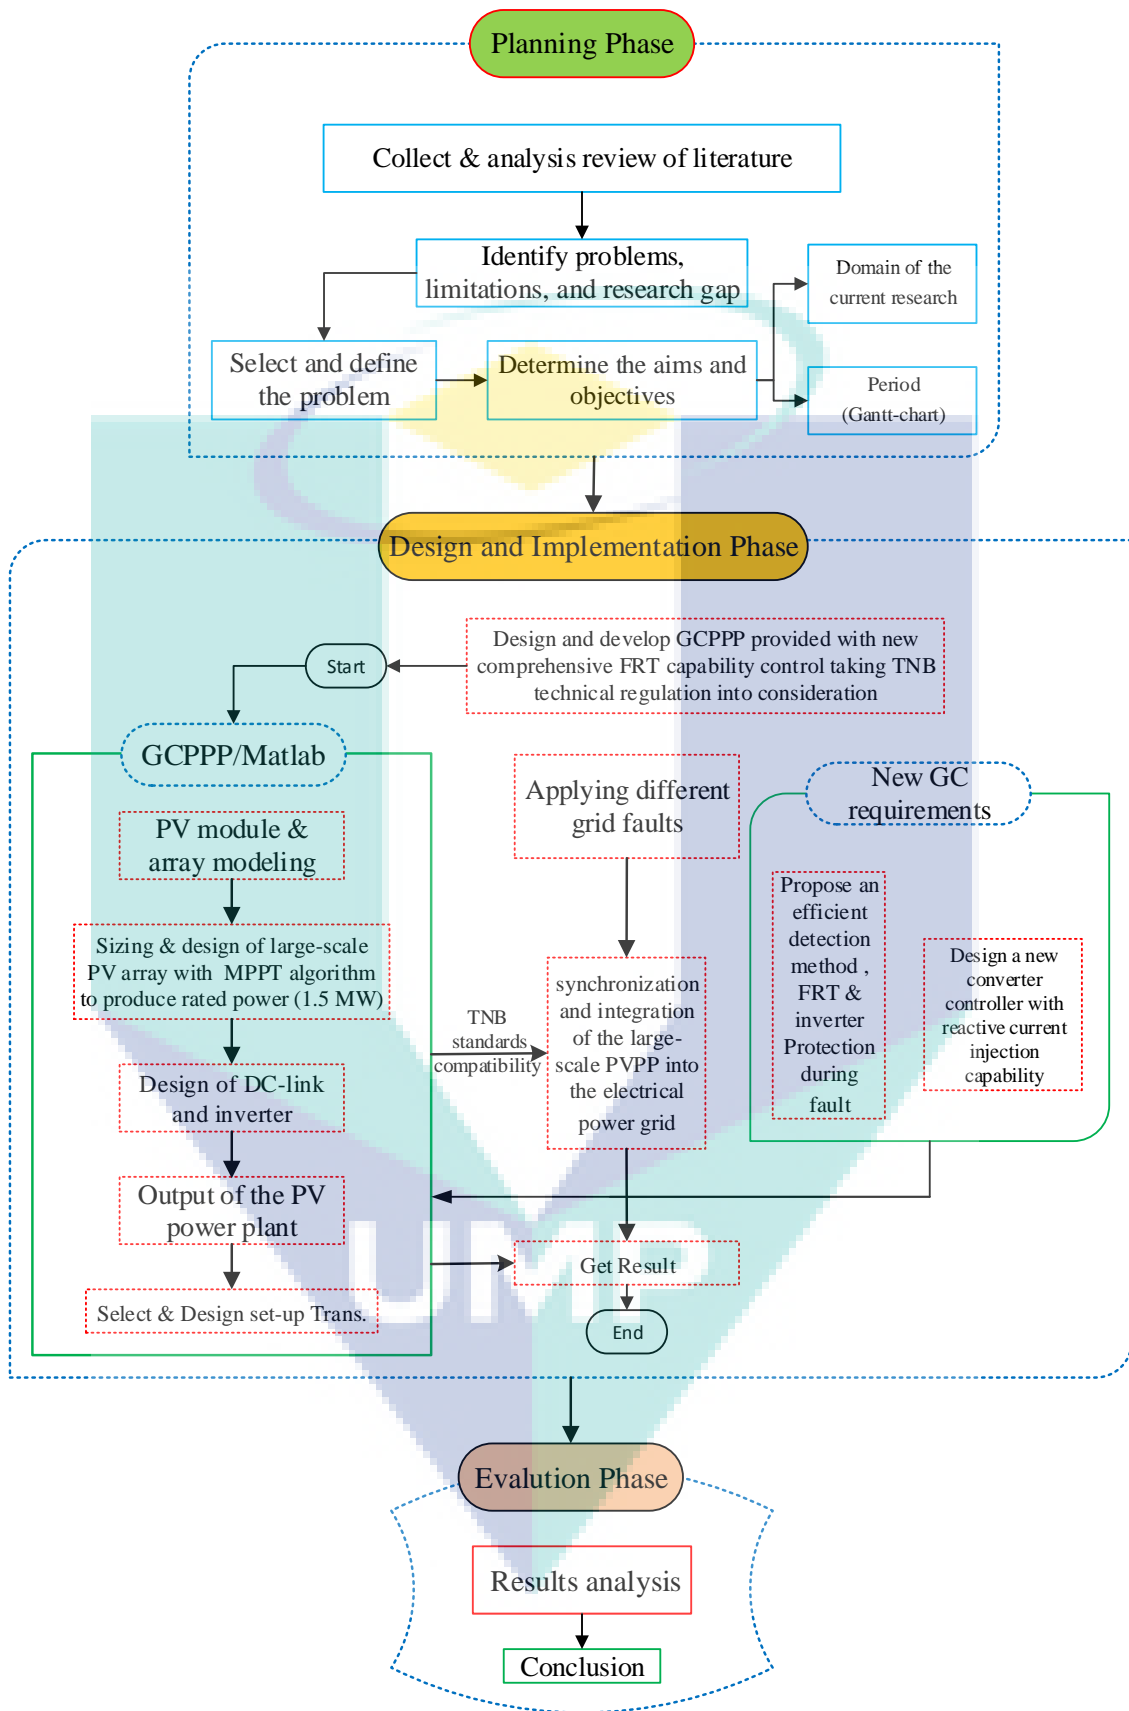 Planning Phase
Collect & analysis review of literature
Identify problems,
limitations, and research gap
Domain of the
current research
Select and define
the problem
Determine the aims and
objectives
Period
(Gantt-chart)
Design and Implementation Phase
Design and develop GCPPP provided with new
comprehensive FRT capability control taking TNB
technical regulation into consideration
Start
GCPPP/Matlab
PV module &
array modeling
Sizing & design of large-scale
PV array with MPPT algorithm
to produce rated power (1.5 MW)
Design of DC-link
and inverter
Output of the PV
power plant
Select & Design set-up Trans.
TNB
standards
compatibility
Applying different
grid faults
synchronization
and integration
of the large-
scale PVPP into
the electrical
power grid
New GC
requirements
Propose an
efficient
detection
method ,
FRT &
inverter
Protection
during
fault
Design a new
converter
controller with
reactive current
injection
capability
Get Result
End
UMP
Evalution Phase
Results analysis
Conclusion